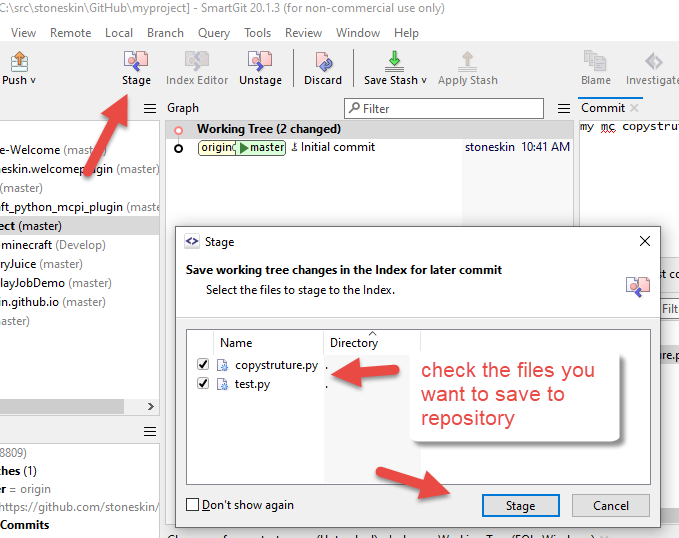 C:\src\stoneskin\GitHub\myproject] - SmartGit 20.1.3 (for non-commercial use only)
View Remote Local Branch Query Tools Review Window Help
Push Stage Index Editor Unstage Discard Save Stash Apply Stash Blame Investigate
Graph
Filter
Commit
Working Tree (2 changed)
my mc copystrut
origin master Initial commit stoneskin 10:41 AM
e-Welcome (master)
neskin.welcomeplugin (master)
(master)
aft_python_mcpi_plugin (master)
ect (master)
minecraft (Develop)
ryJuice (master)
layJobDemo (master)
in.github.io (master)
master)
Stage
Save working tree changes in the Index for later commit
Select the files to stage to the Index.
Name Directory
copystruture.py .
test.py .
check the files you
want to save to
repository
Don't show again
Stage Cancel
8809)
ches (1)
er = origin
https://github.com/stoneskin/
Commits